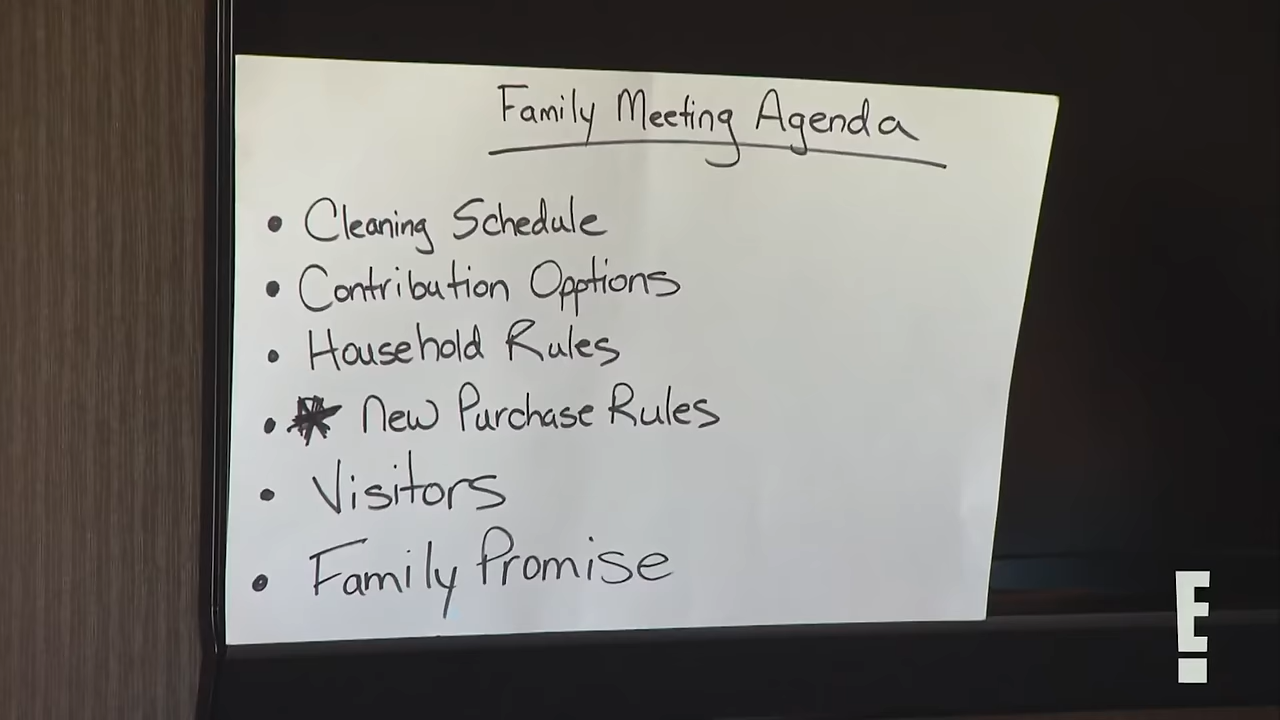 Family Meeting Agenda
• Cleaning Schedule
• Contribution Opptions
• Household Rules
• ✶ New Purchase Rules
• Visitors
• Family Promise
E!